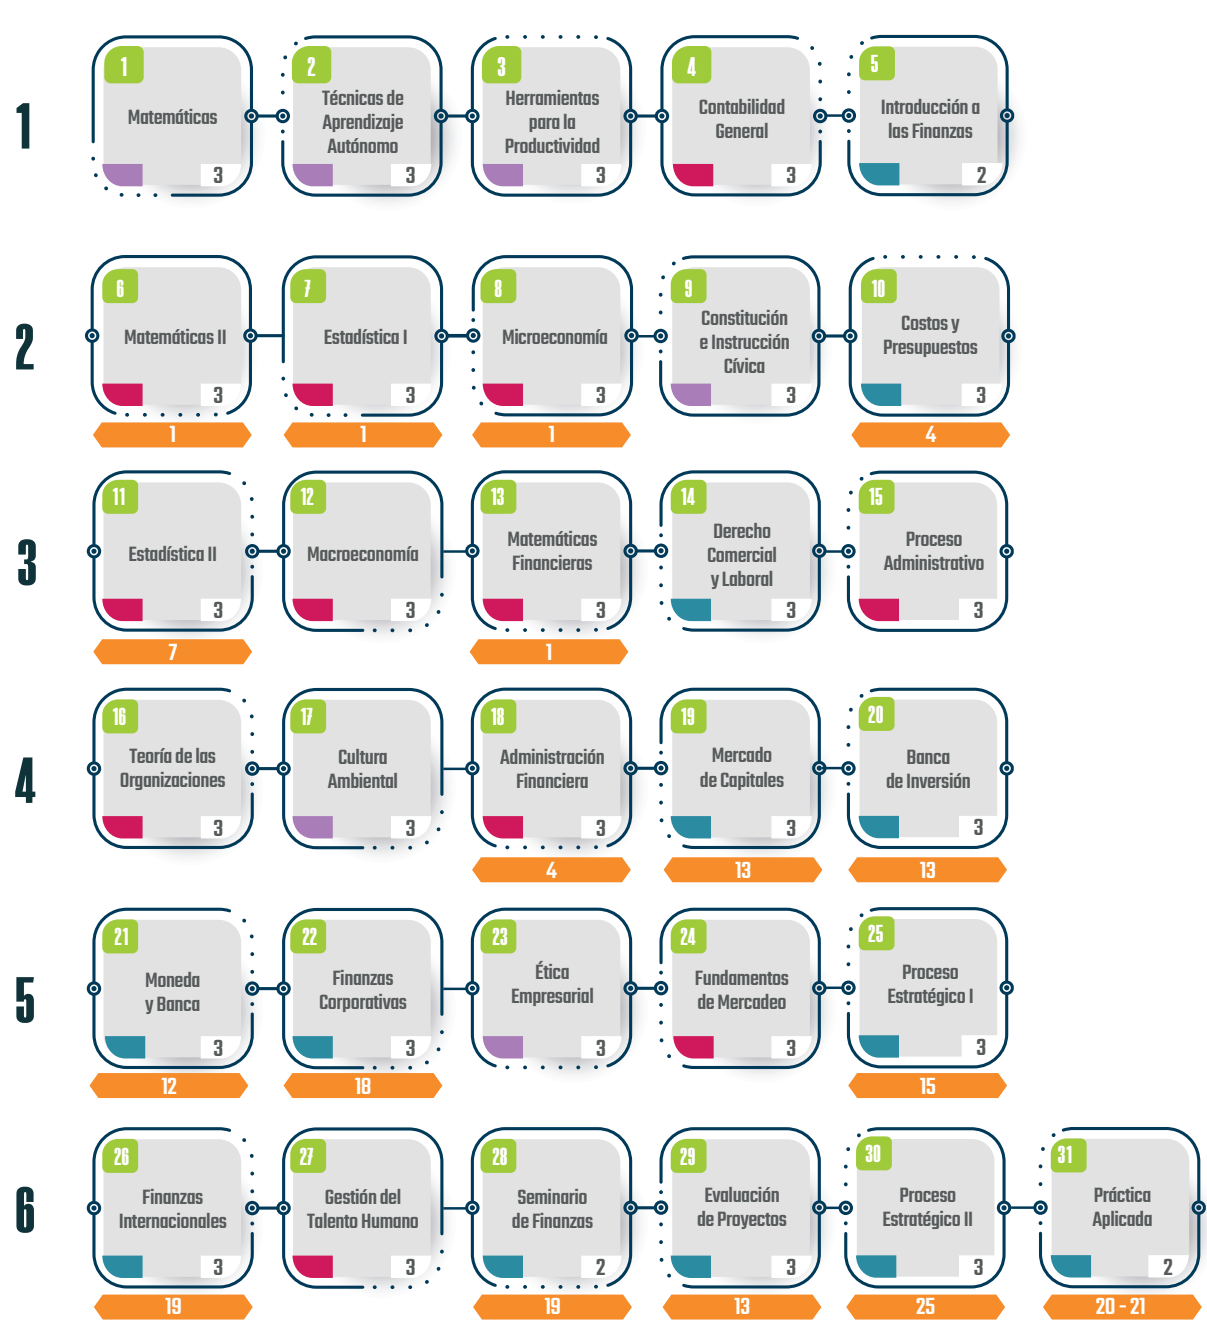 1
1
Matemáticas
3
2
Técnicas de
Aprendizaje
Autónomo
3
3
Herramientas
para la
Productividad
3
4
Contabilidad
General
3
5
Introducción a
las Finanzas
2
2
6
Matemáticas II
3
1
7
Estadística I
3
1
8
Microeconomía
3
1
9
Constitución
e Instrucción
Cívica
3
10
Costos y
Presupuestos
3
4
3
11
Estadística II
3
7
12
Macroeconomía
3
13
Matemáticas
Financieras
3
1
14
Derecho
Comercial
y Laboral
3
15
Proceso
Administrativo
3
4
16
Teoría de las
Organizaciones
3
17
Cultura
Ambiental
3
18
Administración
Financiera
3
4
19
Mercado
de Capitales
3
13
20
Banca
de Inversión
3
13
5
21
Moneda
y Banca
3
12
22
Finanzas
Corporativas
3
18
23
Ética
Empresarial
3
24
Fundamentos
de Mercadeo
3
25
Proceso
Estratégico I
3
15
6
26
Finanzas
Internacionales
3
19
27
Gestión del
Talento Humano
3
28
Seminario
de Finanzas
2
19
29
Evaluación
de Proyectos
3
13
30
Proceso
Estratégico II
3
25
31
Práctica
Aplicada
2
20 - 21